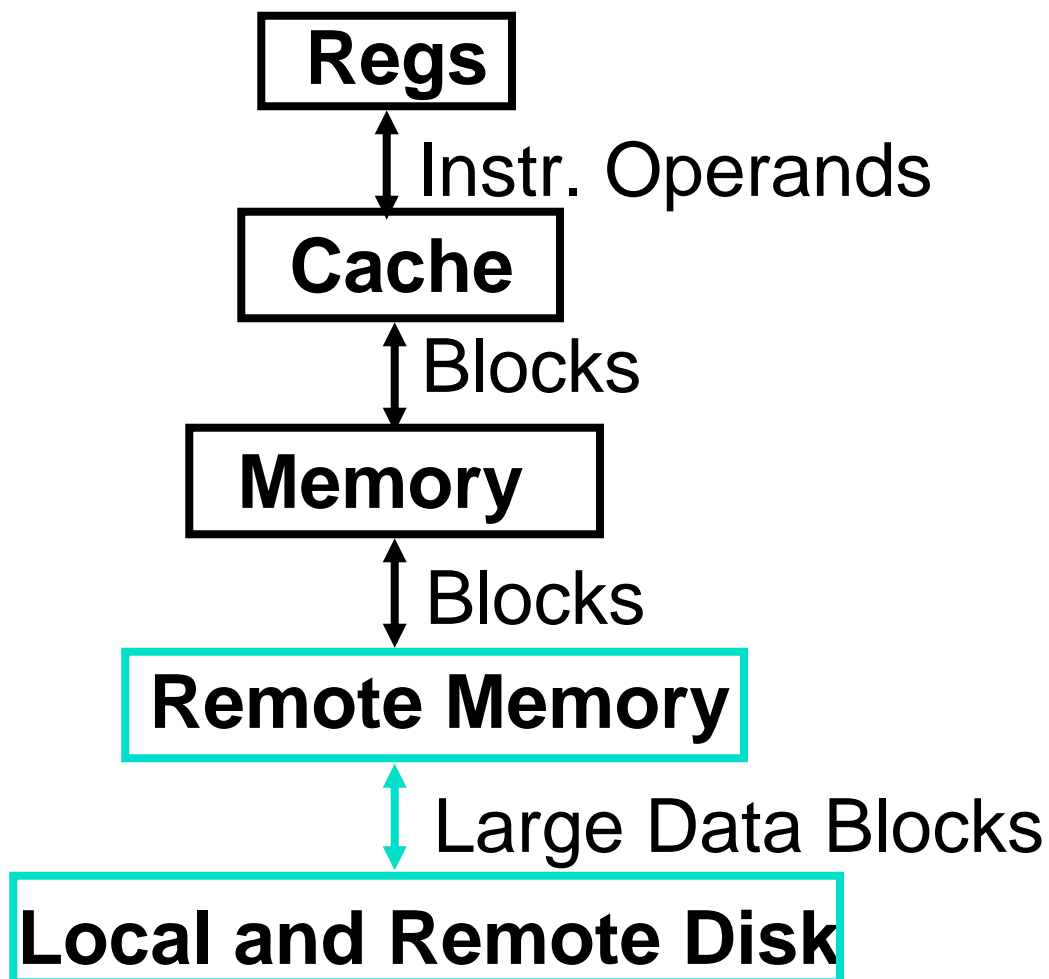 Regs
Instr. Operands
Cache
Blocks
Memory
Blocks
Remote Memory
Large Data Blocks
Local and Remote Disk